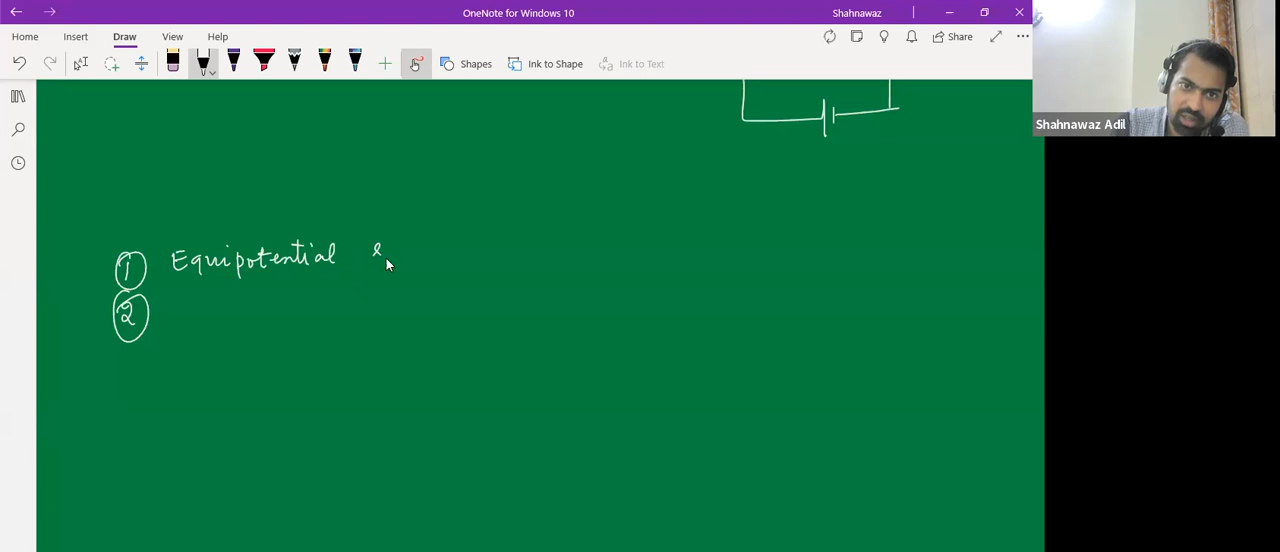 OneNote for Windows 10
Shahnawaz
Home Insert Draw View Help
Share
Shapes Ink to Shape Ink to Text
Shahnawaz Adil
① Equipotential
②